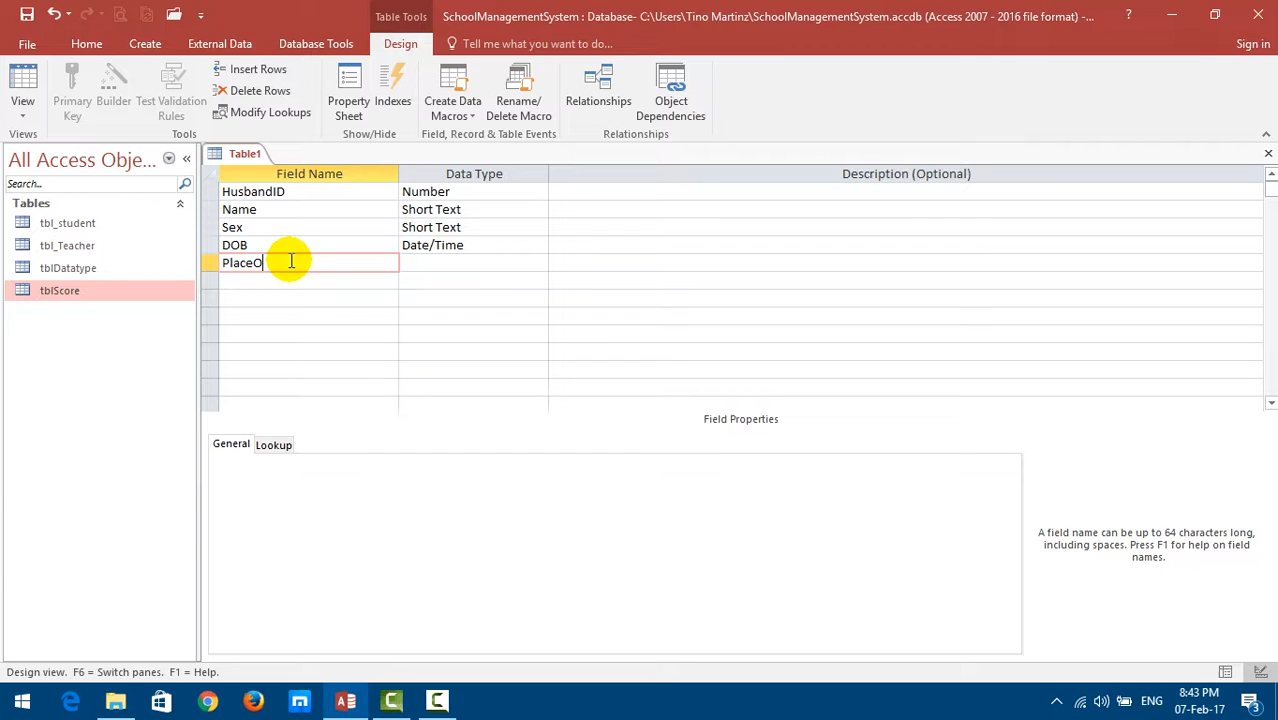 Table Tools
SchoolManagementSystem : Database- C:\Users\Tino Martinz\SchoolManagementSystem.accdb (Access 2007 - 2016 file format) -...
?
File
Home
Create
External Data
Database Tools
Design
Tell me what you want to do...
Sign in
View
Primary Key
Builder
Test Validation Rules
Insert Rows
Delete Rows
Modify Lookups
Property Sheet
Indexes
Create Data Macros
Rename/ Delete Macro
Relationships
Object Dependencies
Views
Tools
Show/Hide
Field, Record & Table Events
Relationships
All Access Obje...
Search...
Tables
tbl_student
tbl_Teacher
tblDatatype
tblScore
Table1
Field Name
Data Type
Description (Optional)
HusbandID
Number
Name
Short Text
Sex
Short Text
DOB
Date/Time
PlaceO
Field Properties
General
Lookup
A field name can be up to 64 characters long,
including spaces. Press F1 for help on field
names.
Design view. F6 = Switch panes. F1 = Help.
ENG
8:43 PM
07-Feb-17
3